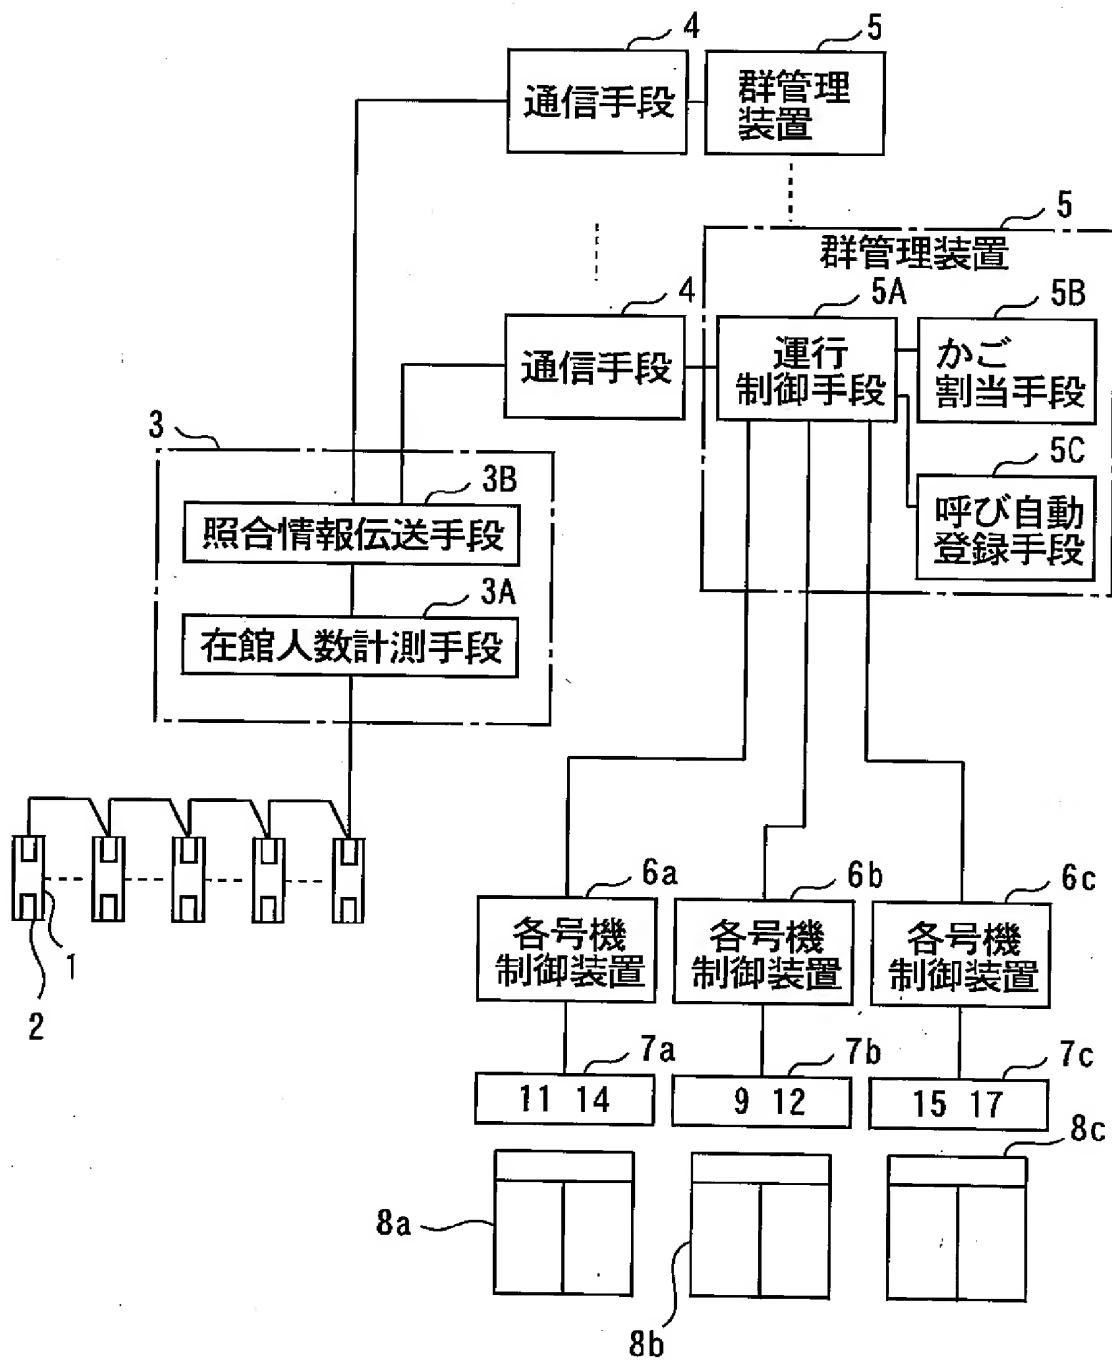 4
5
通信手段
群管理
装置
5
群管理装置
4
5A
5B
通信手段
運行
制御手段
かご
割当手段
3
3B
5C
照合情報伝送手段
呼び自動
登録手段
3A
在館人数計測手段
6a
6b
6c
各号機
制御装置
各号機
制御装置
各号機
制御装置
1
2
7a
7b
7c
11 14
9 12
15 17
8c
8a
8b